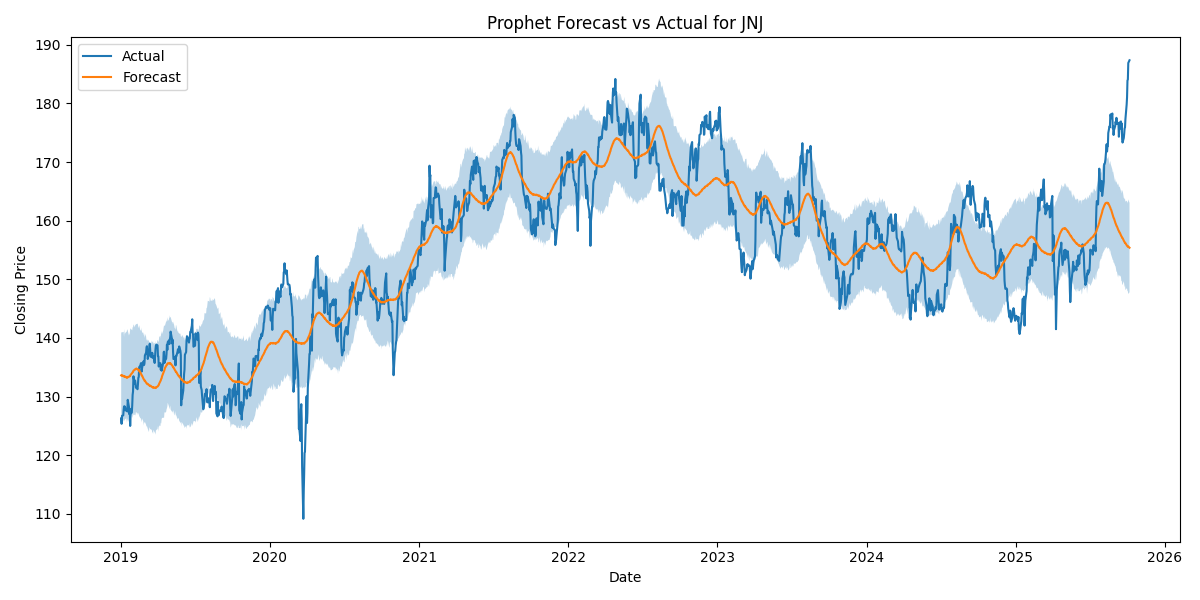 Prophet Forecast vs Actual for JNJ
Actual
Forecast
Closing Price
190
180
170
160
150
140
130
120
110
2019 2020 2021 2022 2023 2024 2025 2026
Date